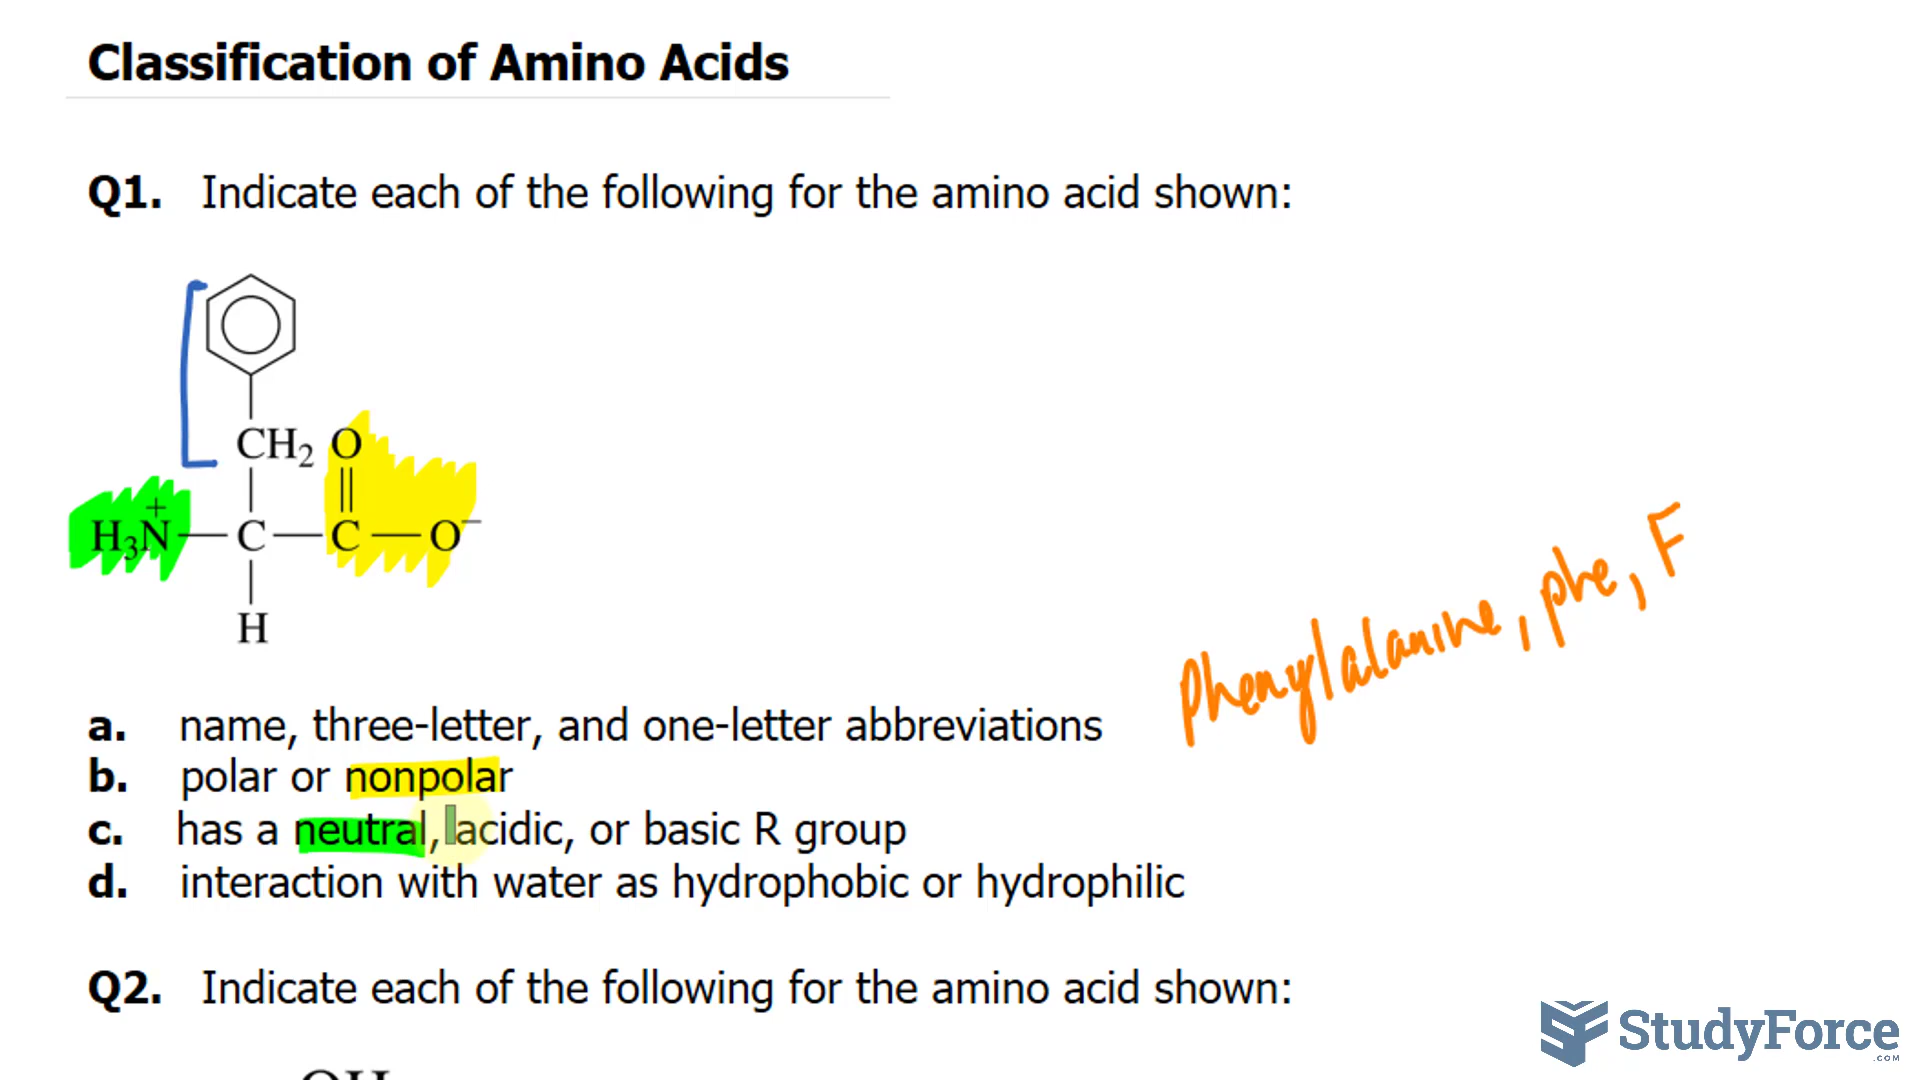 Classification of Amino Acids
Q1. Indicate each of the following for the amino acid shown:
CH₂ O
H₃N⁺—C—C—O⁻
H
phenylalanine, phe, F
a. name, three-letter, and one-letter abbreviations
b. polar or nonpolar
c. has a neutral, acidic, or basic R group
d. interaction with water as hydrophobic or hydrophilic
Q2. Indicate each of the following for the amino acid shown:
OH
StudyForce
.COM